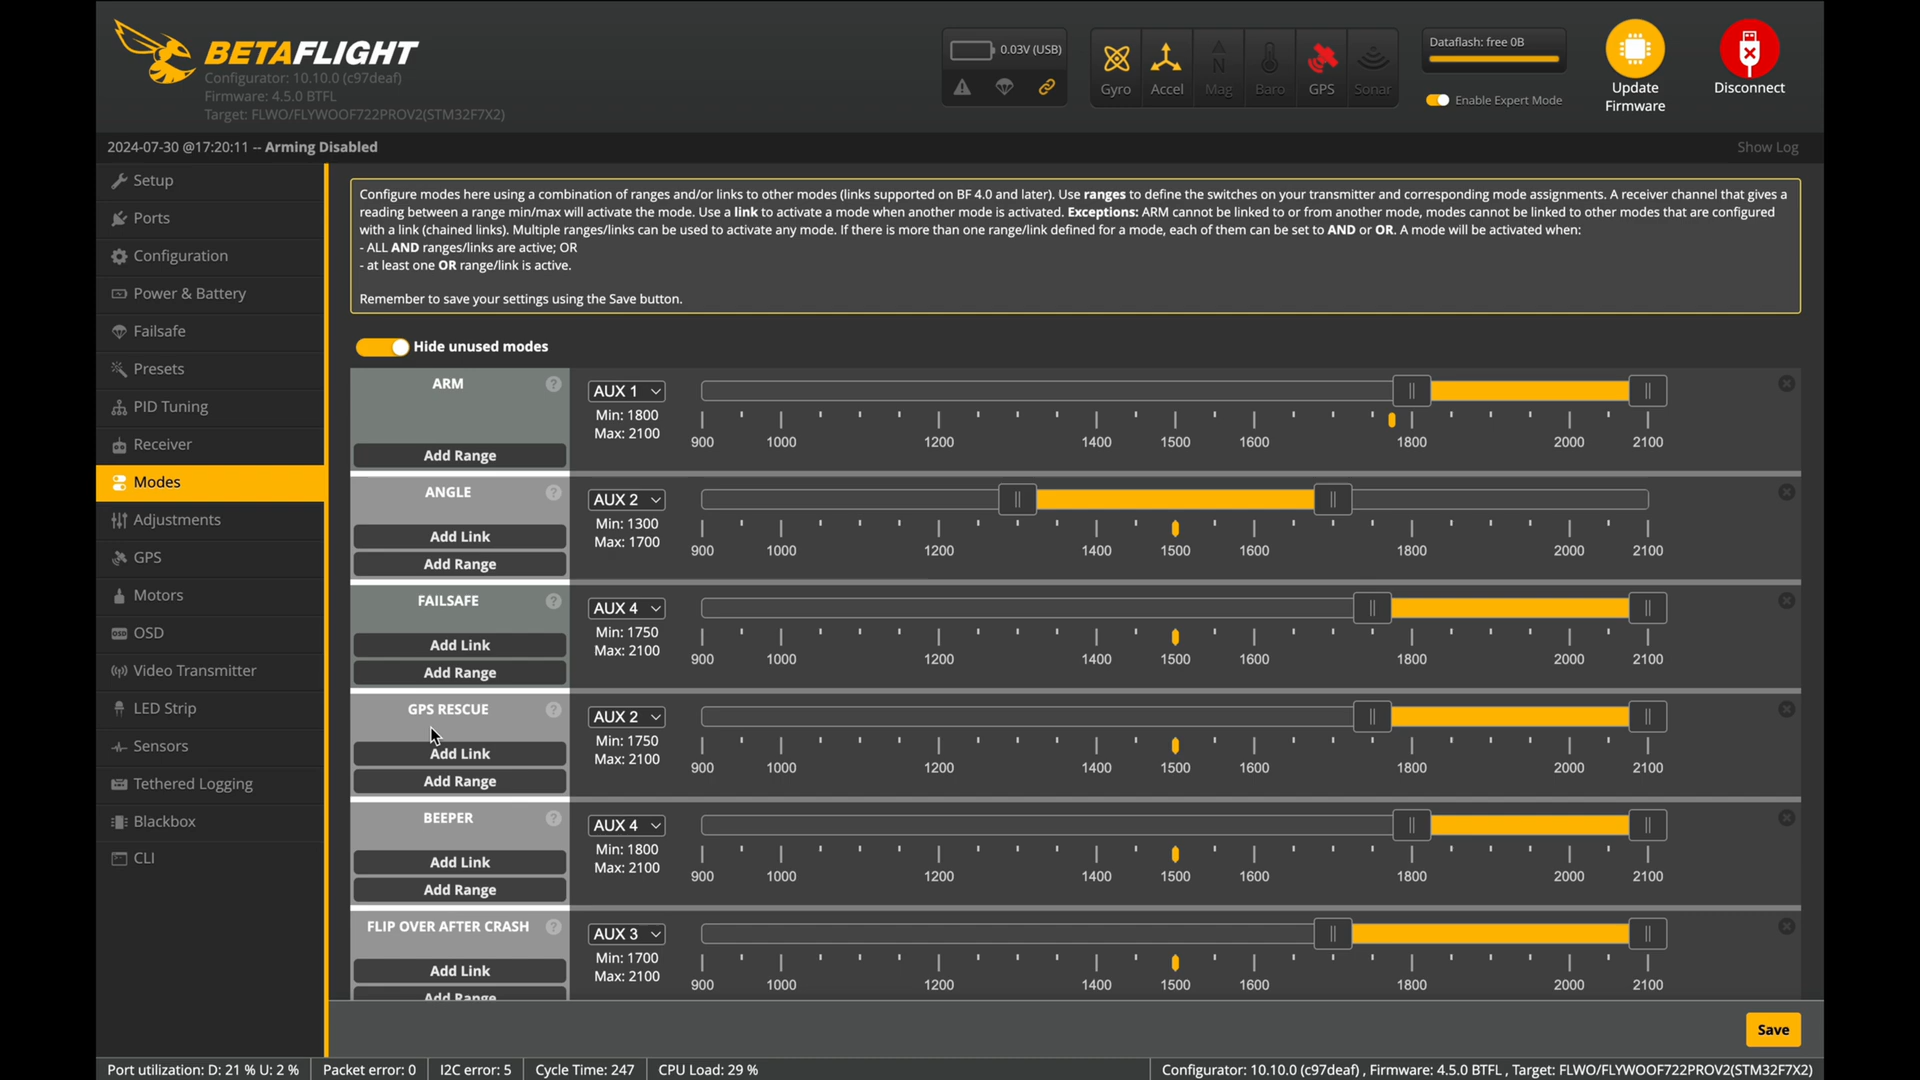 BETAFLIGHT
Configurator: 10.10.0 (c97deaf)
Firmware: 4.5.0 BTFL
Target: FLWO/FLYWOOF722PROV2(STM32F7X2)
0.03V (USB)
Gyro
Accel
Mag
Baro
GPS
Sonar
Dataflash: free 0B
Enable Expert Mode
Update
Firmware
Disconnect
2024-07-30 @17:20:11 -- Arming Disabled
Show Log
Setup
Ports
Configuration
Power & Battery
Failsafe
Presets
PID Tuning
Receiver
Modes
Adjustments
GPS
Motors
OSD
Video Transmitter
LED Strip
Sensors
Tethered Logging
Blackbox
CLI
Configure modes here using a combination of ranges and/or links to other modes (links supported on BF 4.0 and later). Use ranges to define the switches on your transmitter and corresponding mode assignments. A receiver channel that gives a
reading between a range min/max will activate the mode. Use a link to activate a mode when another mode is activated. Exceptions: ARM cannot be linked to or from another mode, modes cannot be linked to other modes that are configured
with a link (chained links). Multiple ranges/links can be used to activate any mode. If there is more than one range/link defined for a mode, each of them can be set to AND or OR. A mode will be activated when:
- ALL AND ranges/links are active; OR
- at least one OR range/link is active.
Remember to save your settings using the Save button.
Hide unused modes
ARM
Add Range
AUX 1
Min: 1800
Max: 2100
900 1000 1200 1400 1500 1600 1800 2000 2100
ANGLE
Add Link
Add Range
AUX 2
Min: 1300
Max: 1700
900 1000 1200 1400 1500 1600 1800 2000 2100
FAILSAFE
Add Link
Add Range
AUX 4
Min: 1750
Max: 2100
900 1000 1200 1400 1500 1600 1800 2000 2100
GPS RESCUE
Add Link
Add Range
AUX 2
Min: 1750
Max: 2100
900 1000 1200 1400 1500 1600 1800 2000 2100
BEEPER
Add Link
Add Range
AUX 4
Min: 1800
Max: 2100
900 1000 1200 1400 1500 1600 1800 2000 2100
FLIP OVER AFTER CRASH
Add Link
Add Range
AUX 3
Min: 1700
Max: 2100
900 1000 1200 1400 1500 1600 1800 2000 2100
Save
Port utilization: D: 21 % U: 2 %
Packet error: 0
I2C error: 5
Cycle Time: 247
CPU Load: 29 %
Configurator: 10.10.0 (c97deaf) , Firmware: 4.5.0 BTFL , Target: FLWO/FLYWOOF722PROV2(STM32F7X2)